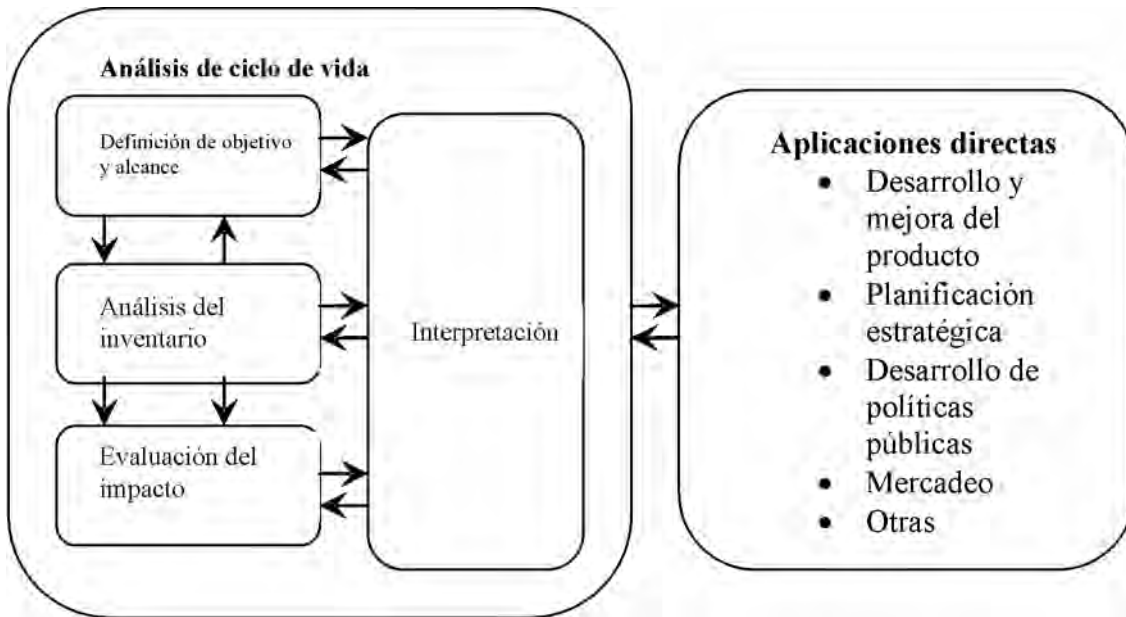 Análisis de ciclo de vida
Definición de objetivo
y alcance
Análisis del
inventario
Evaluación del
impacto
Interpretación
Aplicaciones directas
• Desarrollo y
mejora del
producto
• Planificación
estratégica
• Desarrollo de
políticas
públicas
• Mercadeo
• Otras